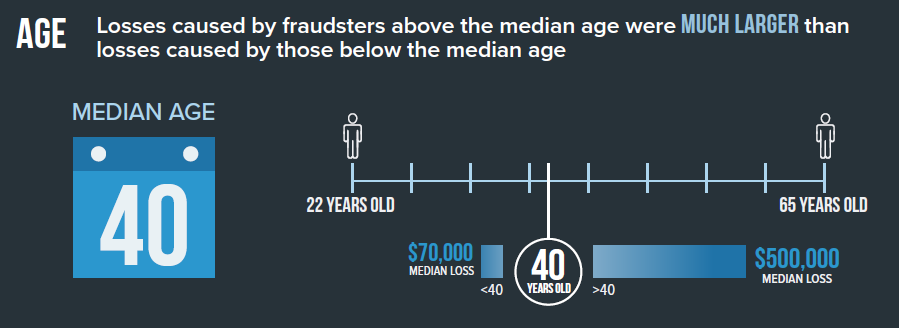 AGE
Losses caused by fraudsters above the median age were MUCH LARGER than
losses caused by those below the median age
MEDIAN AGE
40
22 YEARS OLD
65 YEARS OLD
$70,000
MEDIAN LOSS
<40
40
YEARS OLD
>40
$500,000
MEDIAN LOSS